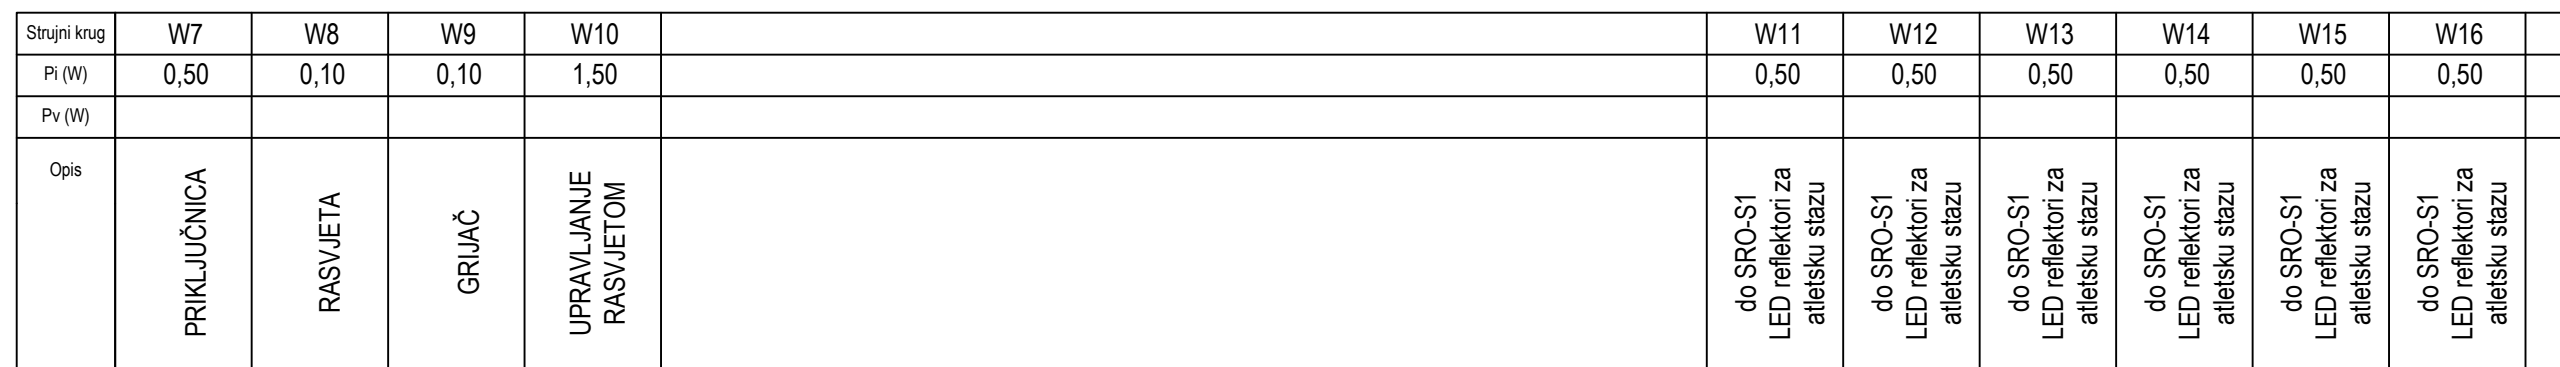 Strujni krug W7 W8 W9 W10 W11 W12 W13 W14 W15 W16
Pi (W) 0,50 0,10 0,10 1,50 0,50 0,50 0,50 0,50 0,50 0,50
Pv (W)
Opis
PRIKLJUČNICA
RASVJETA
GRIJAČ
UPRAVLJANJE
RASVJETOM
do SRO-S1
LED reflektori za
atletsku stazu
do SRO-S1
LED reflektori za
atletsku stazu
do SRO-S1
LED reflektori za
atletsku stazu
do SRO-S1
LED reflektori za
atletsku stazu
do SRO-S1
LED reflektori za
atletsku stazu
do SRO-S1
LED reflektori za
atletsku stazu